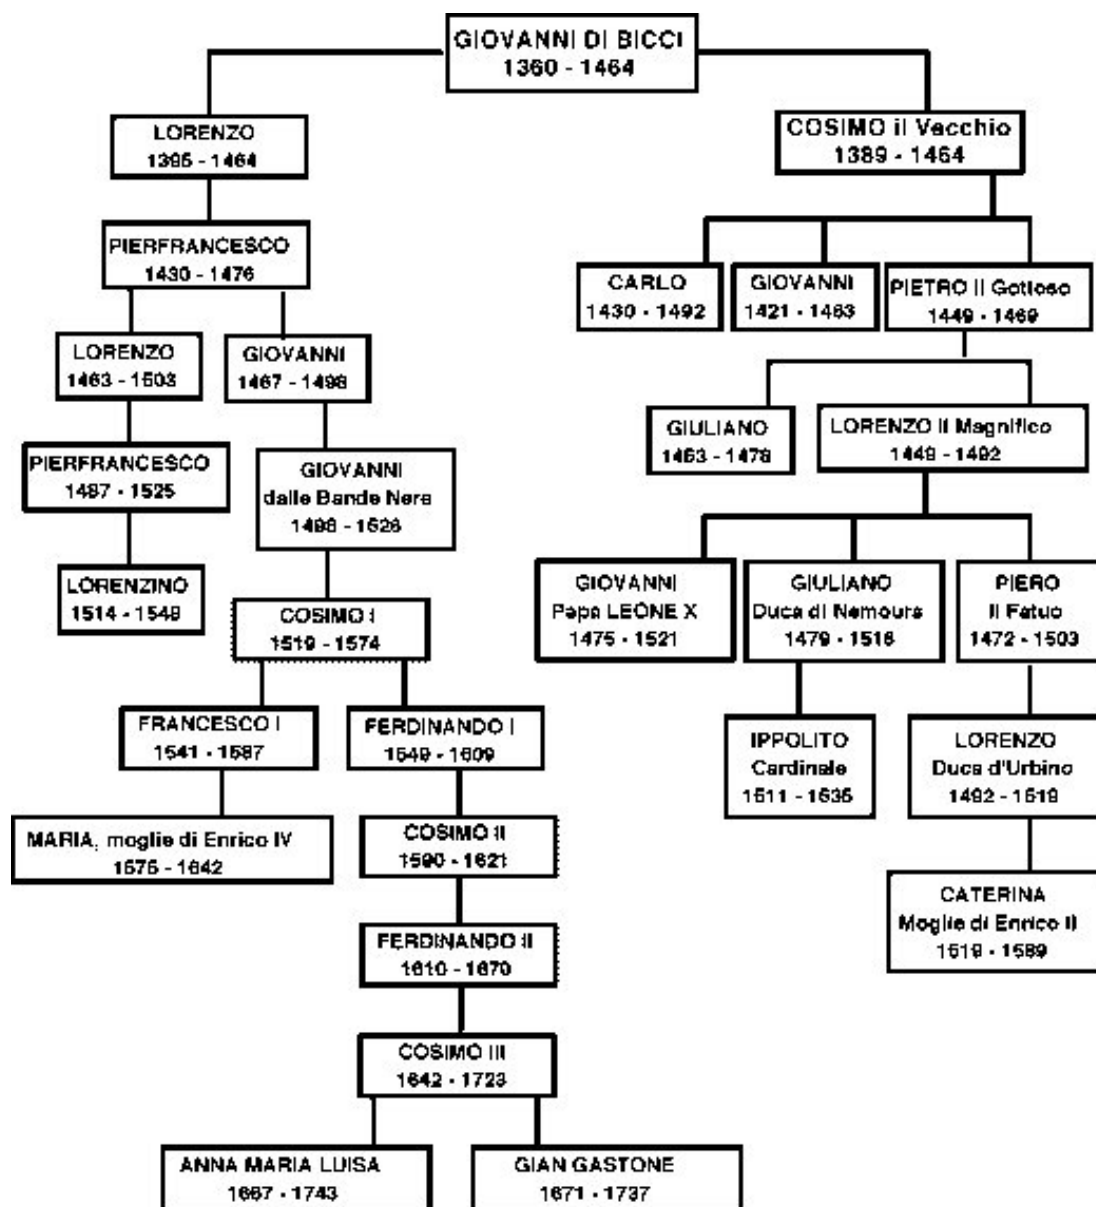 GIOVANNI DI BICCI
1360 - 1464
LORENZO
1395 - 1464
COSIMO il Vecchio
1389 - 1464
PIERFRANCESCO
1430 - 1476
CARLO
1430 - 1492
GIOVANNI
1421 - 1463
PIETRO Il Gottoso
1449 - 1469
LORENZO
1463 - 1503
GIOVANNI
1467 - 1498
GIULIANO
1453 - 1478
LORENZO Il Magnifico
1449 - 1492
PIERFRANCESCO
1487 - 1525
GIOVANNI
dalle Bande Nere
1498 - 1526
LORENZINO
1514 - 1548
GIOVANNI
Papa LEONE X
1475 - 1521
GIULIANO
Duca di Nemours
1479 - 1516
PIERO
Il Fatuo
1472 - 1503
COSIMO I
1519 - 1574
FRANCESCO I
1541 - 1587
FERDINANDO I
1549 - 1609
IPPOLITO
Cardinale
1511 - 1535
LORENZO
Duca d'Urbino
1492 - 1519
MARIA, moglie di Enrico IV
1575 - 1642
COSIMO II
1590 - 1621
CATERINA
Moglie di Enrico II
1519 - 1589
FERDINANDO II
1610 - 1670
COSIMO III
1642 - 1723
ANNA MARIA LUISA
1667 - 1743
GIAN GASTONE
1671 - 1737